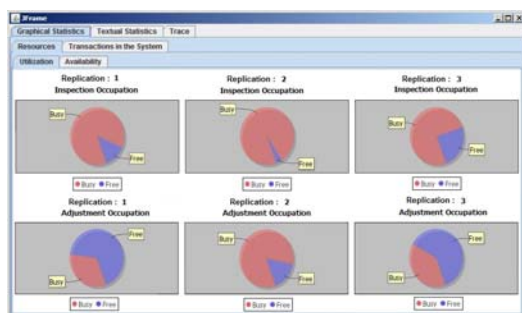 JFrame
Graphical Statistics Textual Statistics Trace
Resources Transactions in the System
Utilization Availability
Replication : 1
Inspection Occupation
Busy
Free
Busy Free
Replication : 2
Inspection Occupation
Busy
Free
Busy Free
Replication : 3
Inspection Occupation
Busy
Free
Busy Free
Replication : 1
Adjustment Occupation
Free
Busy
Busy Free
Replication : 2
Adjustment Occupation
Busy
Free
Busy Free
Replication : 3
Adjustment Occupation
Free
Busy
Busy Free